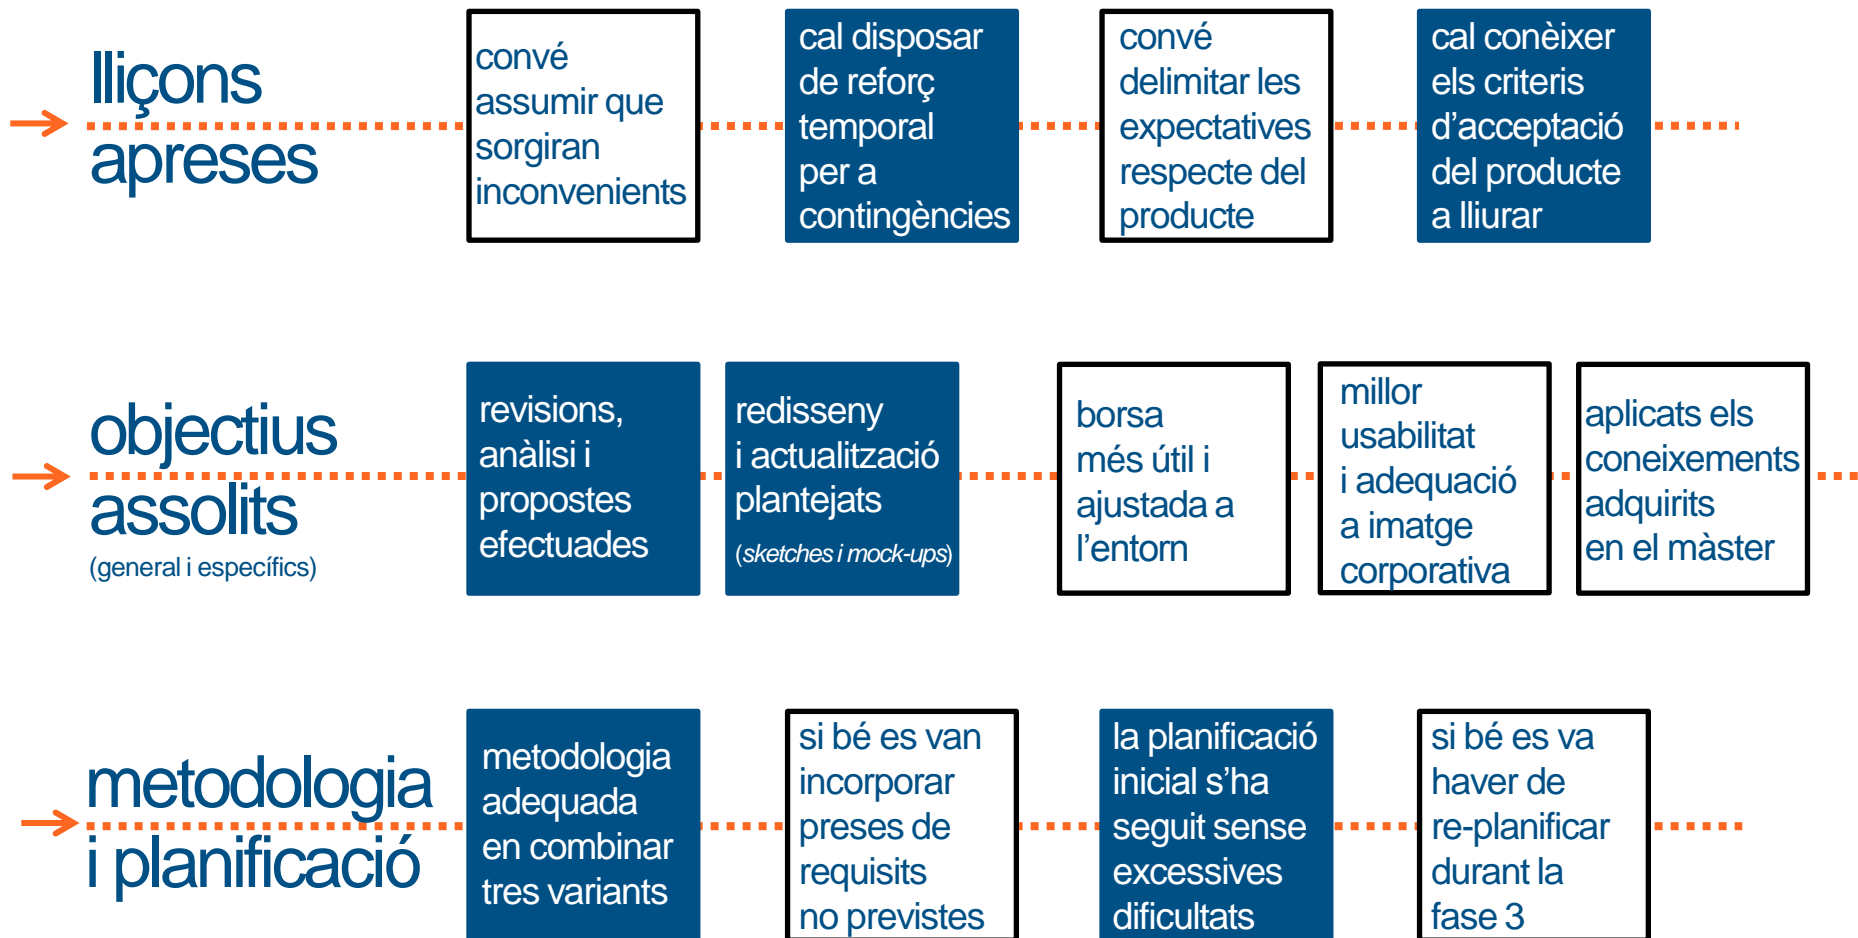 lliçons
apreses
convé
assumir que
sorgiran
inconvenients
cal disposar
de reforç
temporal
per a
contingències
convé
delimitar les
expectatives
respecte del
producte
cal conèixer
els criteris
d’acceptació
del producte
a lliurar
objectius
assolits
(general i específics)
revisions,
anàlisi i
propostes
efectuades
redisseny
i actualització
plantejats
(sketches i mock-ups)
borsa
més útil i
ajustada a
l’entorn
millor
usabilitat
i adequació
a imatge
corporativa
aplicats els
coneixements
adquirits
en el màster
metodologia
i planificació
metodologia
adequada
en combinar
tres variants
si bé es van
incorporar
preses de
requisits
no previstes
la planificació
inicial s’ha
seguit sense
excessives
dificultats
si bé es va
haver de
re-planificar
durant la
fase 3